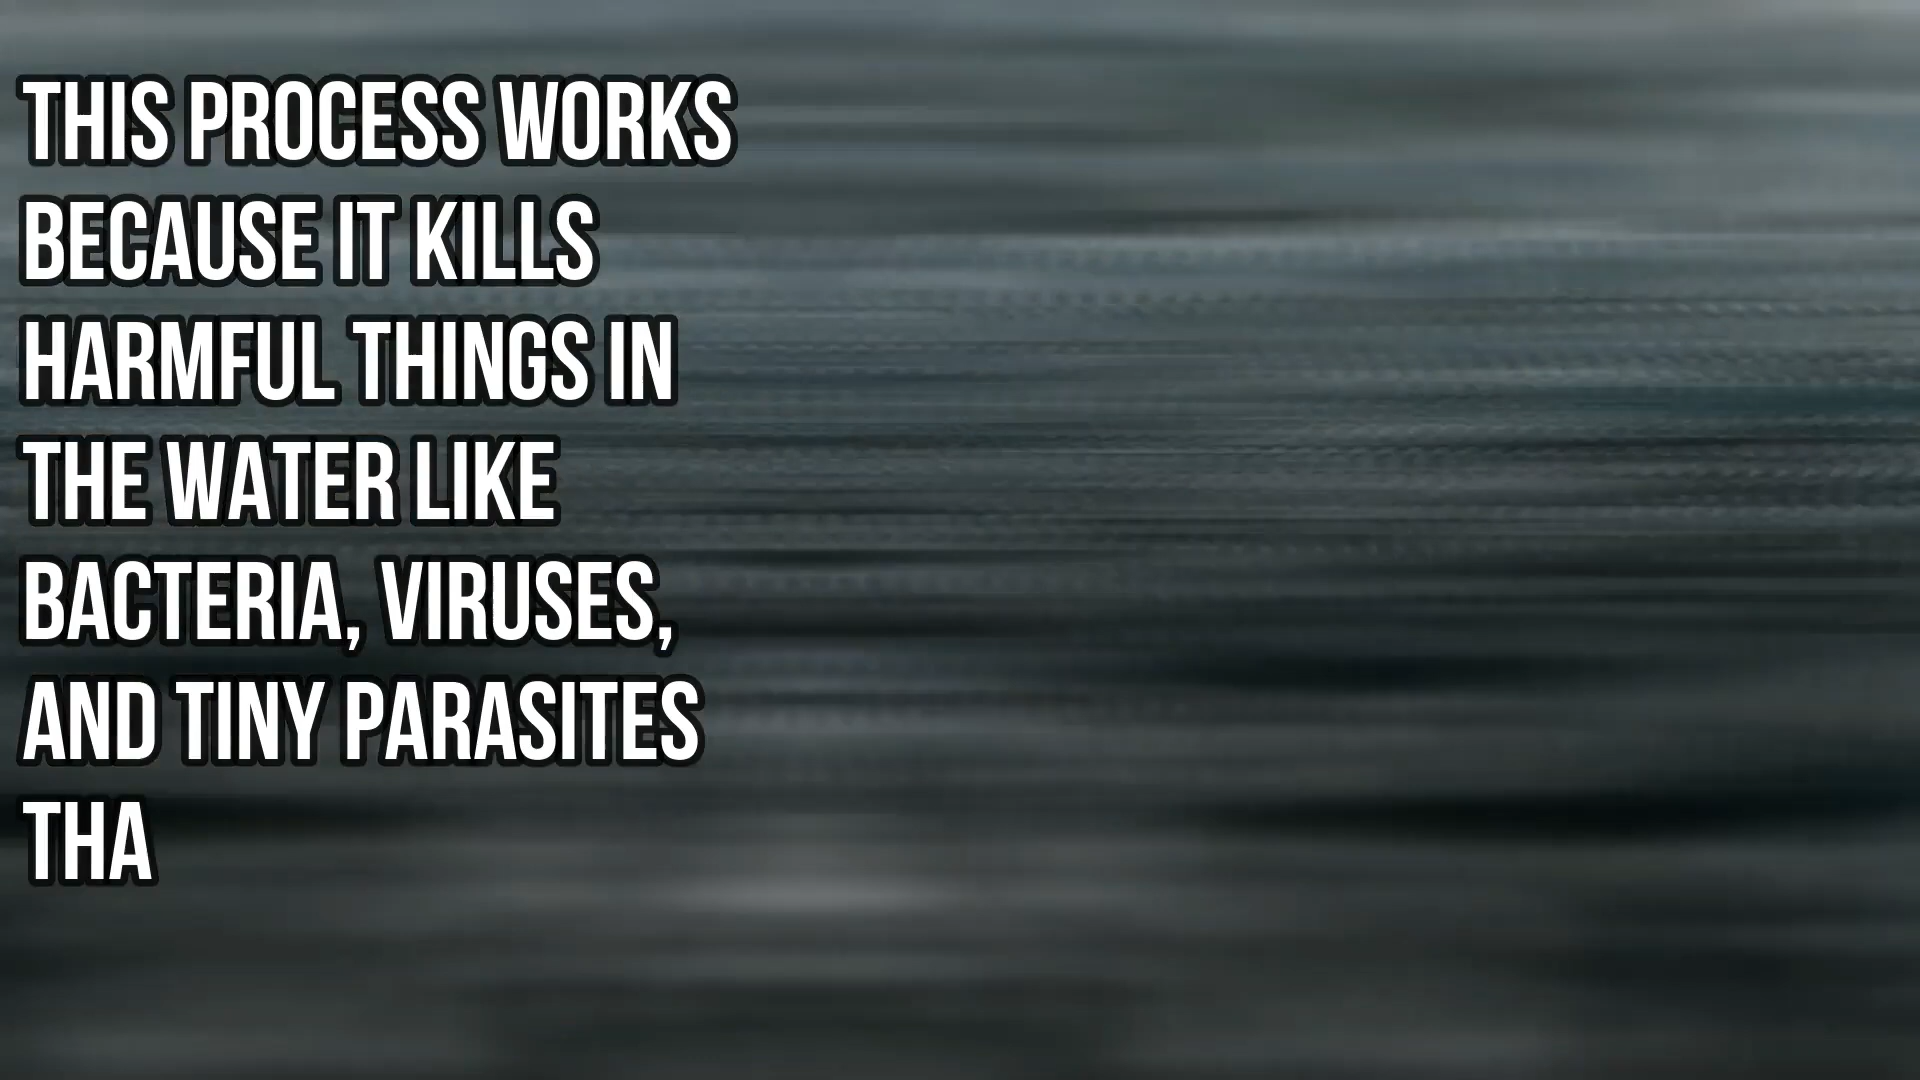 THIS PROCESS WORKS
BECAUSE IT KILLS
HARMFUL THINGS IN
THE WATER LIKE
BACTERIA, VIRUSES,
AND TINY PARASITES
THA